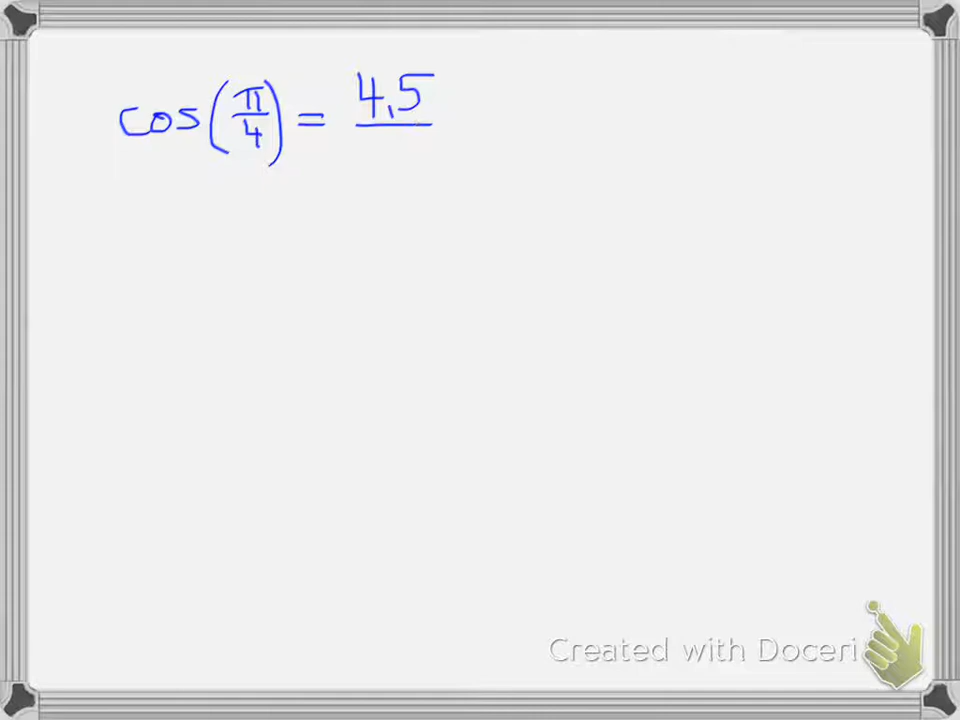 cos(π/4) = 4.5/
Created with Doceri